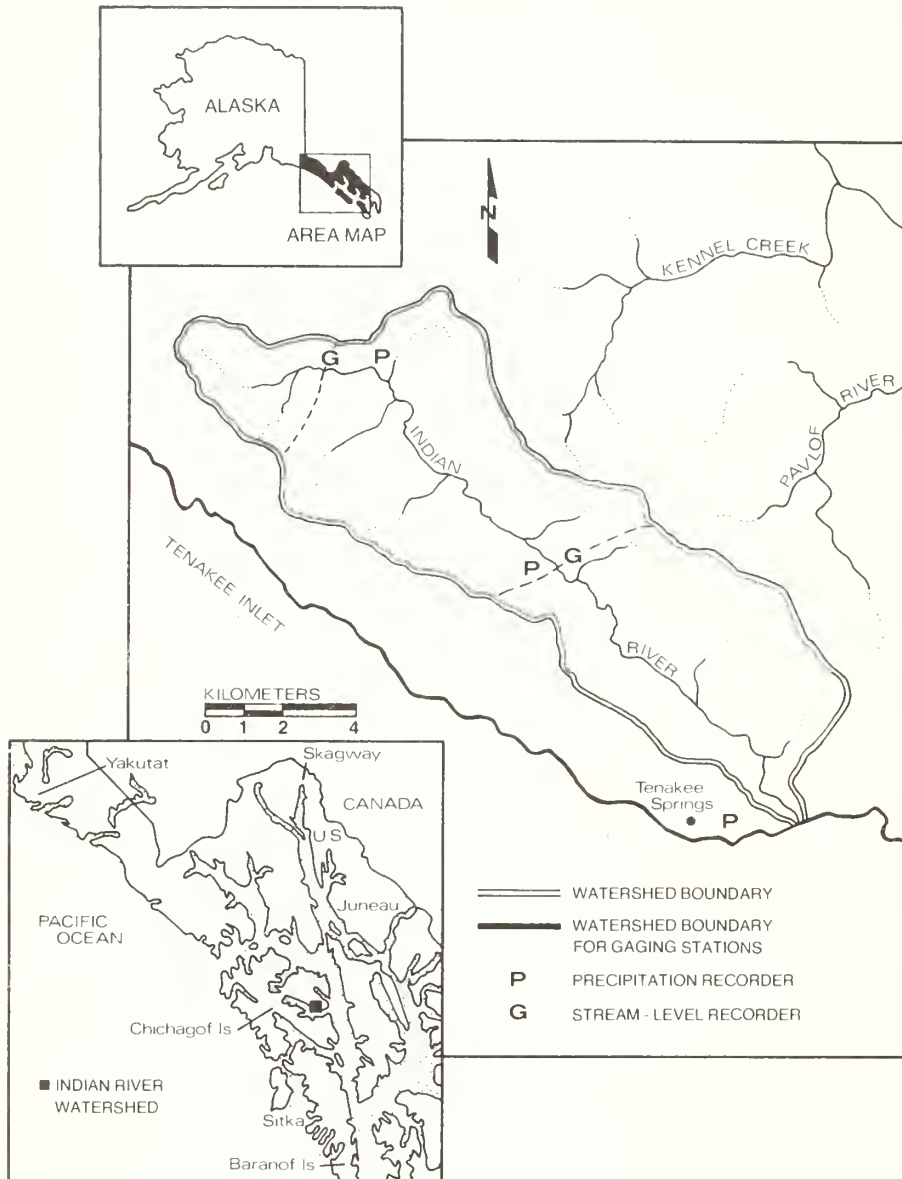 ALASKA
AREA MAP
N
KENNEL CREEK
PAVLOF RIVER
G P
INDIAN
P G
RIVER
TENAKEE INLET
KILOMETERS
0 1 2 4
Tenakee
Springs
P
Yakutat
Skagway
CANADA
U S
Juneau
PACIFIC
OCEAN
Chichagof Is
INDIAN RIVER
WATERSHED
Sitka
Baranof Is
WATERSHED BOUNDARY
WATERSHED BOUNDARY
FOR GAGING STATIONS
P PRECIPITATION RECORDER
G STREAM - LEVEL RECORDER